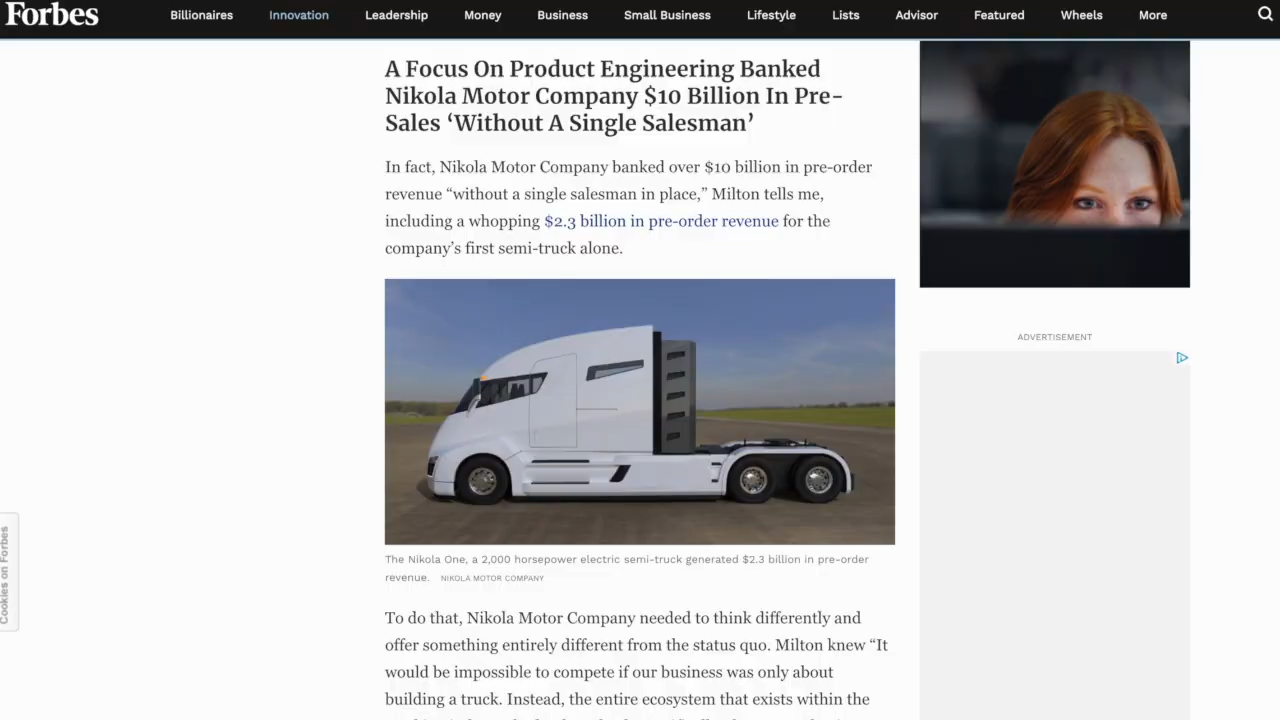 Forbes
Billionaires Innovation Leadership Money Business Small Business Lifestyle Lists Advisor Featured Wheels More
A Focus On Product Engineering Banked
Nikola Motor Company $10 Billion In Pre-
Sales ‘Without A Single Salesman’
In fact, Nikola Motor Company banked over $10 billion in pre-order
revenue “without a single salesman in place,” Milton tells me,
including a whopping $2.3 billion in pre-order revenue for the
company’s first semi-truck alone.
ADVERTISEMENT
The Nikola One, a 2,000 horsepower electric semi-truck generated $2.3 billion in pre-order
revenue. NIKOLA MOTOR COMPANY
Cookies on Forbes
To do that, Nikola Motor Company needed to think differently and
offer something entirely different from the status quo. Milton knew “It
would be impossible to compete if our business was only about
building a truck. Instead, the entire ecosystem that exists within the